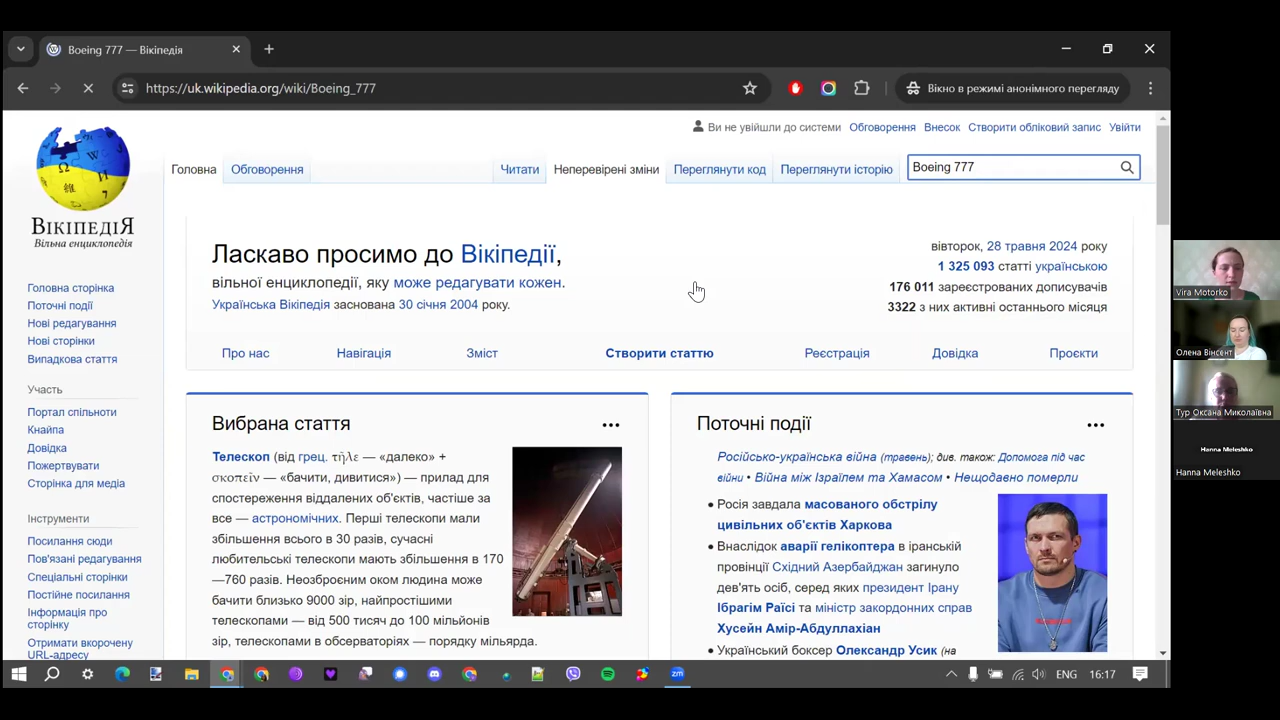 Boeing 777 — Вікіпедія
https://uk.wikipedia.org/wiki/Boeing_777
Вікно в режимі анонімного перегляду
Ви не увійшли до системи Обговорення Внесок Створити обліковий запис Увійти
Головна Обговорення Читати Неперевірені зміни Переглянути код Переглянути історію Boeing 777
ВІКІПЕДІЯ
Вільна енциклопедія
Головна сторінка
Поточні події
Нові редагування
Нові сторінки
Випадкова стаття
Участь
Портал спільноти
Кнайпа
Довідка
Пожертвувати
Сторінка для медіа
Інструменти
Посилання сюди
Пов'язані редагування
Спеціальні сторінки
Постійне посилання
Інформація про
сторінку
Отримати вкорочену
URL-адресу
Ласкаво просимо до Вікіпедії,
вільної енциклопедії, яку може редагувати кожен.
Українська Вікіпедія заснована 30 січня 2004 року.
вівторок, 28 травня 2024 року
1 325 093 статті українською
176 011 зареєстрованих дописувачів
3322 з них активні останнього місяця
Про нас Навігація Зміст Створити статтю Реєстрація Довідка Проєкти
Вибрана стаття
Телескоп (від грец. τῆλε — «далеко» +
σκοπεῖν — «бачити, дивитися») — прилад для
спостереження віддалених об'єктів, частіше за
все — астрономічних. Перші телескопи мали
збільшення всього в 30 разів, сучасні
любительські телескопи мають збільшення в 170
—760 разів. Неозброєним оком людина може
бачити близько 9000 зір, найпростішими
телескопами — від 500 тисяч до 100 мільйонів
зір, телескопами в обсерваторіях — порядку мільярда.
Поточні події
Російсько-українська війна (травень); див. також: Допомога під час
війни • Війна між Ізраїлем та Хамасом • Нещодавно померли
• Росія завдала масованого обстрілу
цивільних об'єктів Харкова
• Внаслідок аварії гелікоптера в іранській
провінції Східний Азербайджан загинуло
дев'ять осіб, серед яких президент Ірану
Ібрагім Раїсі та міністр закордонних справ
Хусейн Амір-Абдуллахіан
• Український боксер Олександр Усик (на
Vira Motorko
Олена Вінсент
Тур Оксана Миколаївна
Hanna Meleshko
Hanna Meleshko
zm
ENG 16:17